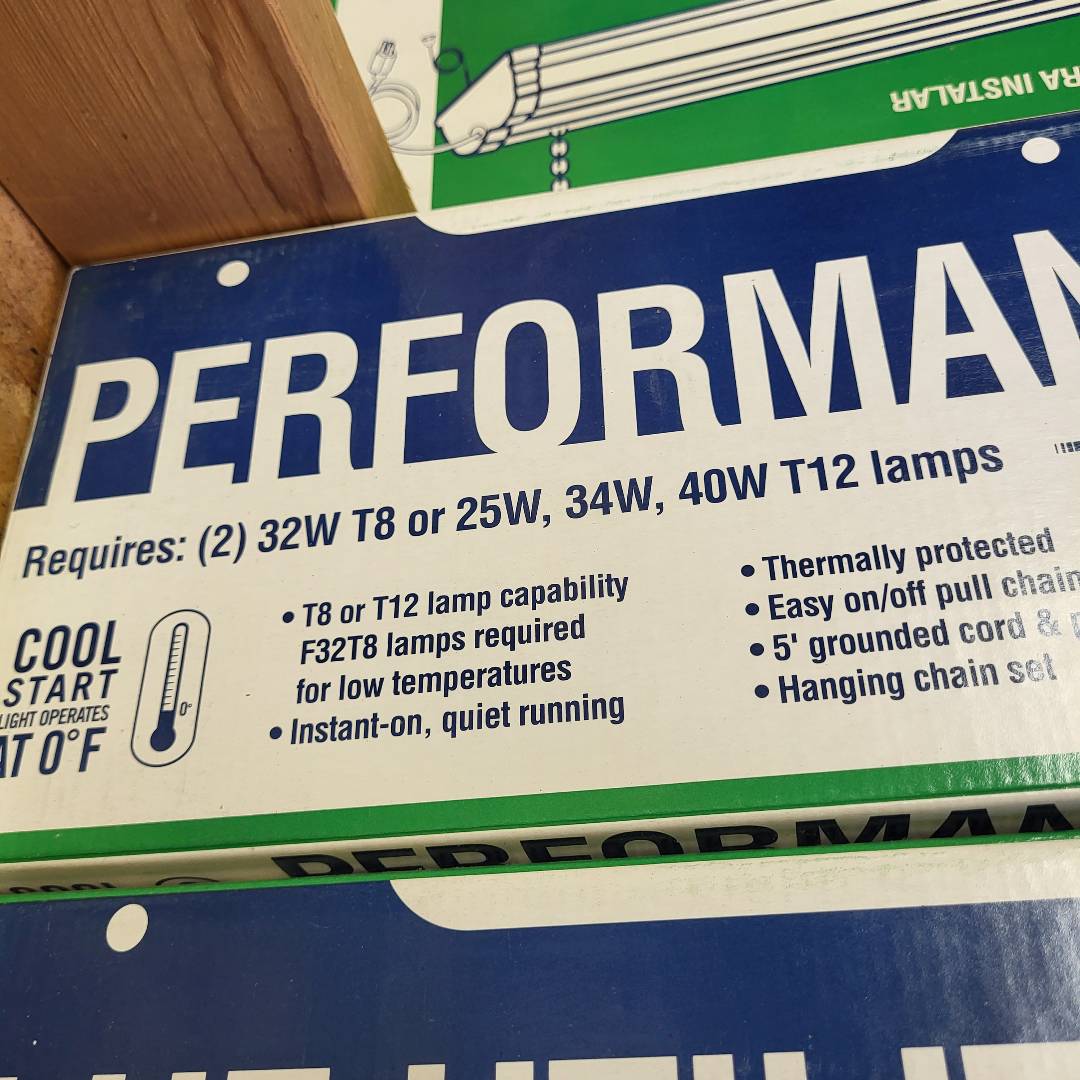 RA INSTALAR
PERFORMAN
Requires: (2) 32W T8 or 25W, 34W, 40W T12 lamps
COOL
START
LIGHT OPERATES
AT 0°F
0°
• T8 or T12 lamp capability
F32T8 lamps required
for low temperatures
• Instant-on, quiet running
• Thermally protected
• Easy on/off pull chain
• 5' grounded cord &
• Hanging chain set
COOL
PERFORMAN